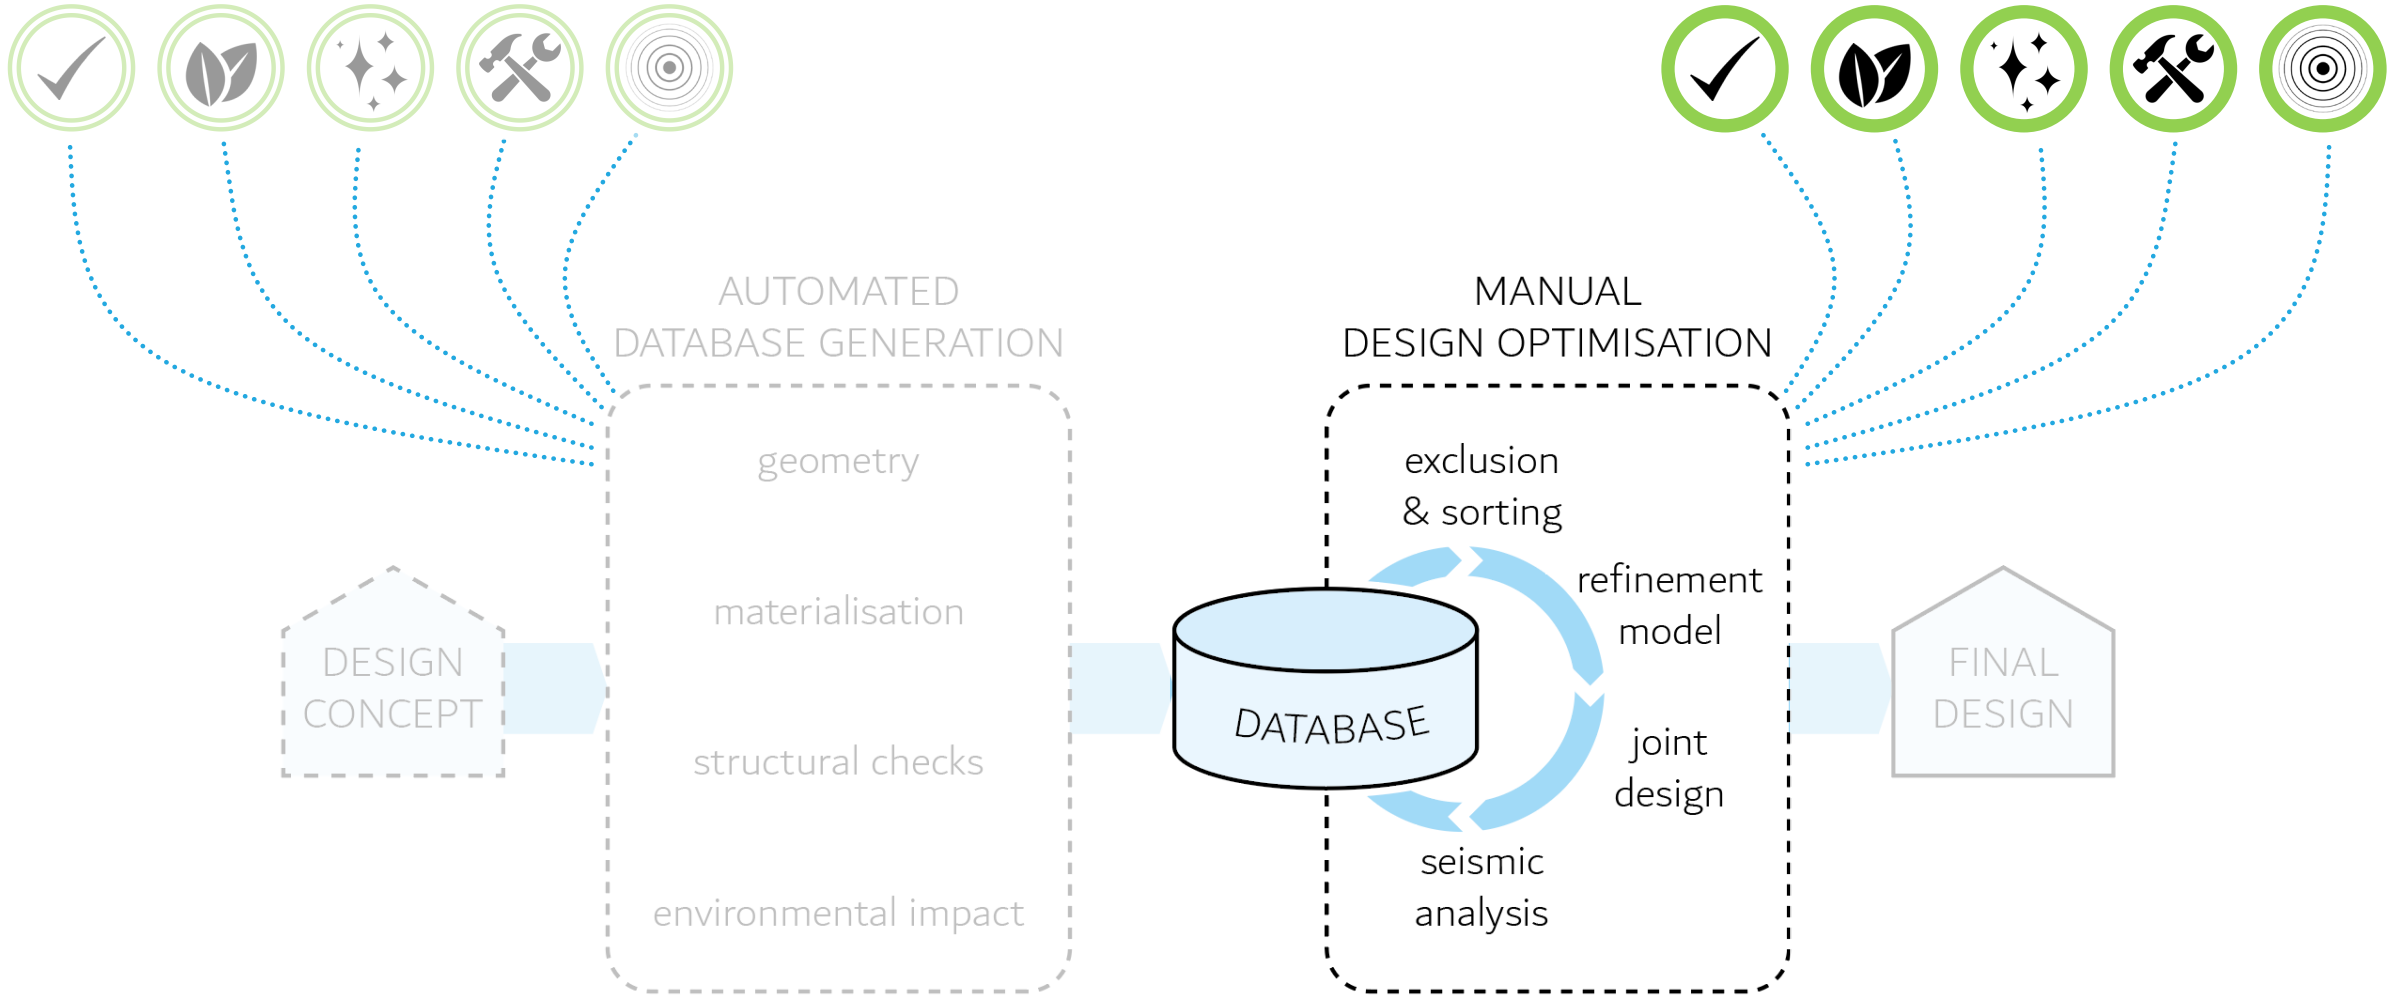 AUTOMATED
DATABASE GENERATION
geometry
materialisation
structural checks
environmental impact
DESIGN
CONCEPT
MANUAL
DESIGN OPTIMISATION
exclusion
& sorting
refinement
model
joint
design
seismic
analysis
DATABASE
FINAL
DESIGN